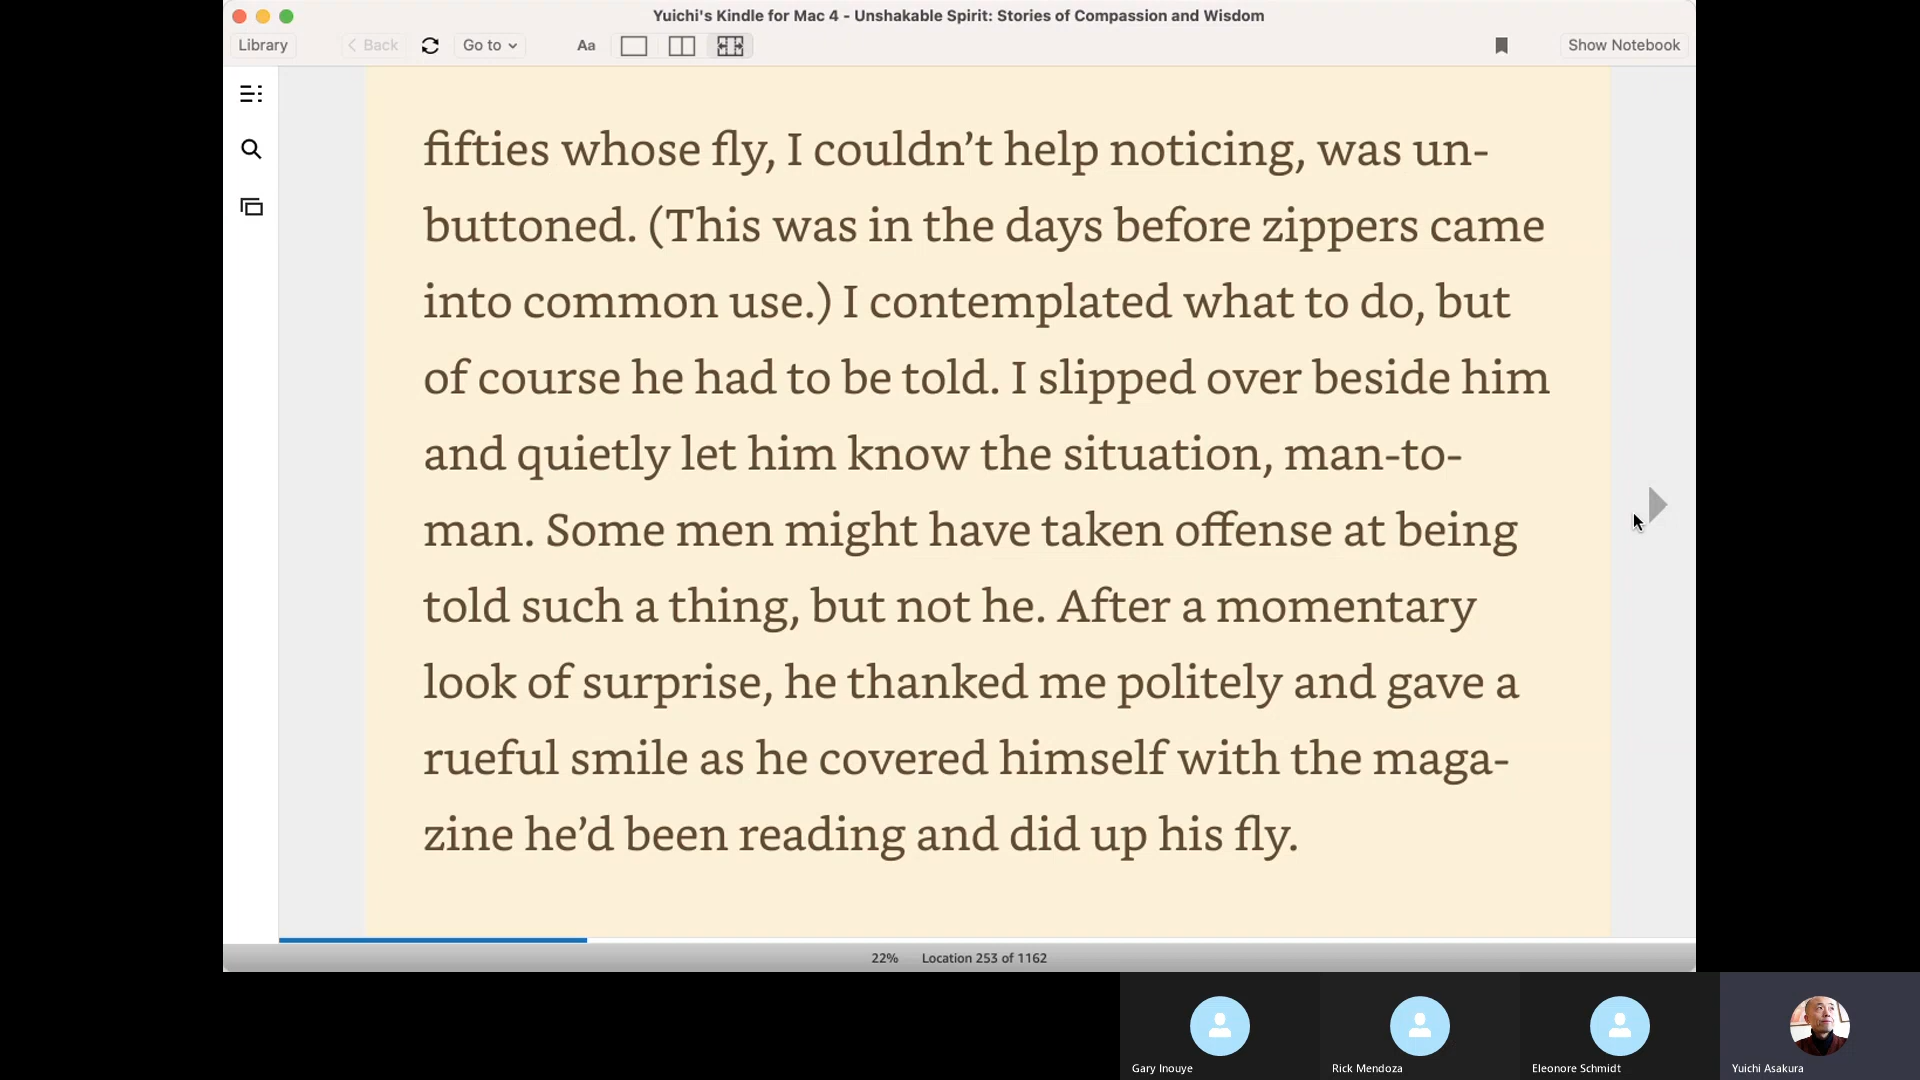 Yuichi's Kindle for Mac 4 - Unshakable Spirit: Stories of Compassion and Wisdom
Library
Back
Go to
Aa
Show Notebook
fifties whose fly, I couldn’t help noticing, was un-
buttoned. (This was in the days before zippers came
into common use.) I contemplated what to do, but
of course he had to be told. I slipped over beside him
and quietly let him know the situation, man-to-
man. Some men might have taken offense at being
told such a thing, but not he. After a momentary
look of surprise, he thanked me politely and gave a
rueful smile as he covered himself with the maga-
zine he’d been reading and did up his fly.
22% Location 253 of 1162
Gary Inouye
Rick Mendoza
Eleonore Schmidt
Yuichi Asakura